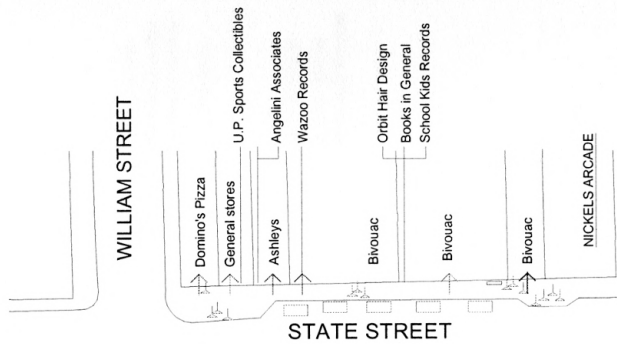 WILLIAM STREET
Domino's Pizza
General stores
U.P. Sports Collectibles
Angelini Associates
Ashleys
Wazoo Records
Bivouac
Orbit Hair Design
Books in General
School Kids Records
Bivouac
Bivouac
NICKELS ARCADE
STATE STREET